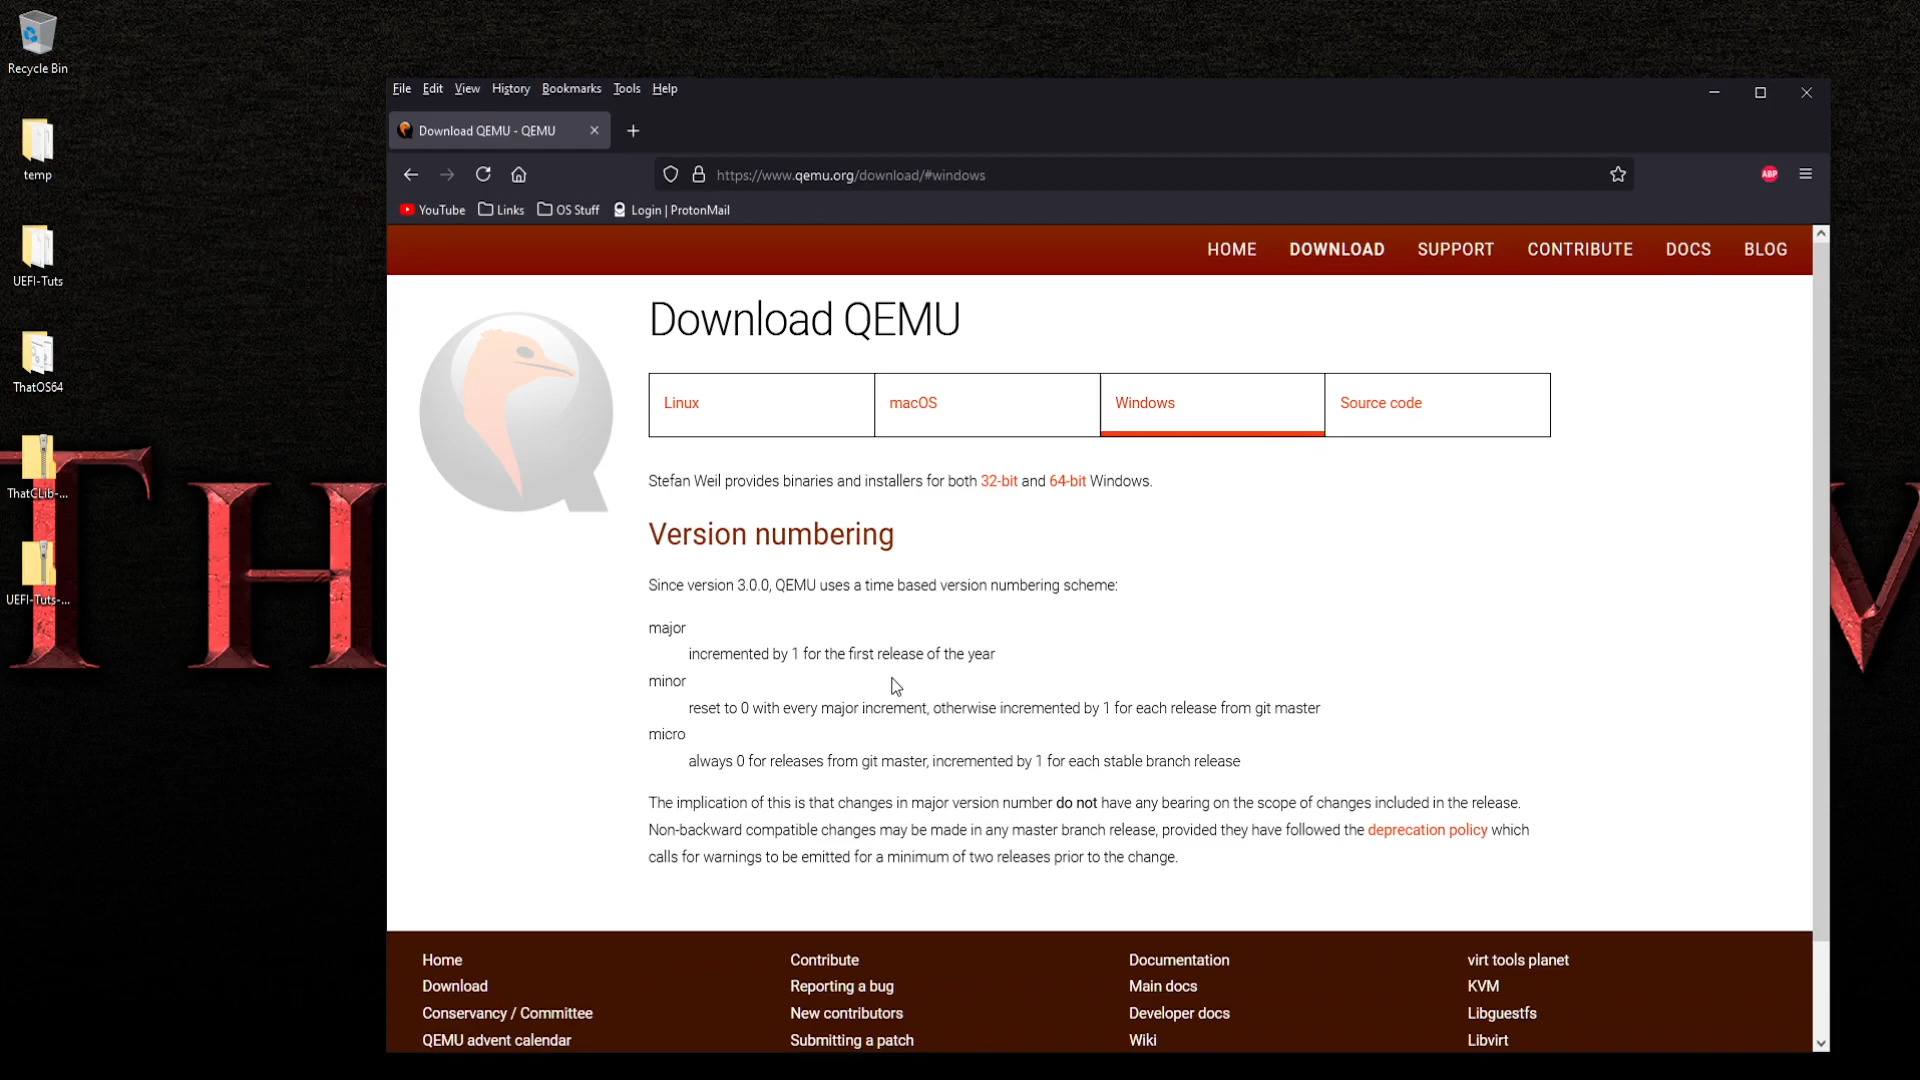 Recycle Bin
temp
UEFI-Tuts
ThatOS64
ThatCLib-...
UEFI-Tuts-...
TH
V
File Edit View History Bookmarks Tools Help
Download QEMU - QEMU
https://www.qemu.org/download/#windows
ABP
YouTube Links OS Stuff Login | ProtonMail
HOME DOWNLOAD SUPPORT CONTRIBUTE DOCS BLOG
Download QEMU
Linux macOS Windows Source code
Stefan Weil provides binaries and installers for both 32-bit and 64-bit Windows.
Version numbering
Since version 3.0.0, QEMU uses a time based version numbering scheme:
major
incremented by 1 for the first release of the year
minor
reset to 0 with every major increment, otherwise incremented by 1 for each release from git master
micro
always 0 for releases from git master, incremented by 1 for each stable branch release
The implication of this is that changes in major version number do not have any bearing on the scope of changes included in the release.
Non-backward compatible changes may be made in any master branch release, provided they have followed the deprecation policy which
calls for warnings to be emitted for a minimum of two releases prior to the change.
Home Contribute Documentation virt tools planet
Download Reporting a bug Main docs KVM
Conservancy / Committee New contributors Developer docs Libguestfs
QEMU advent calendar Submitting a patch Wiki Libvirt